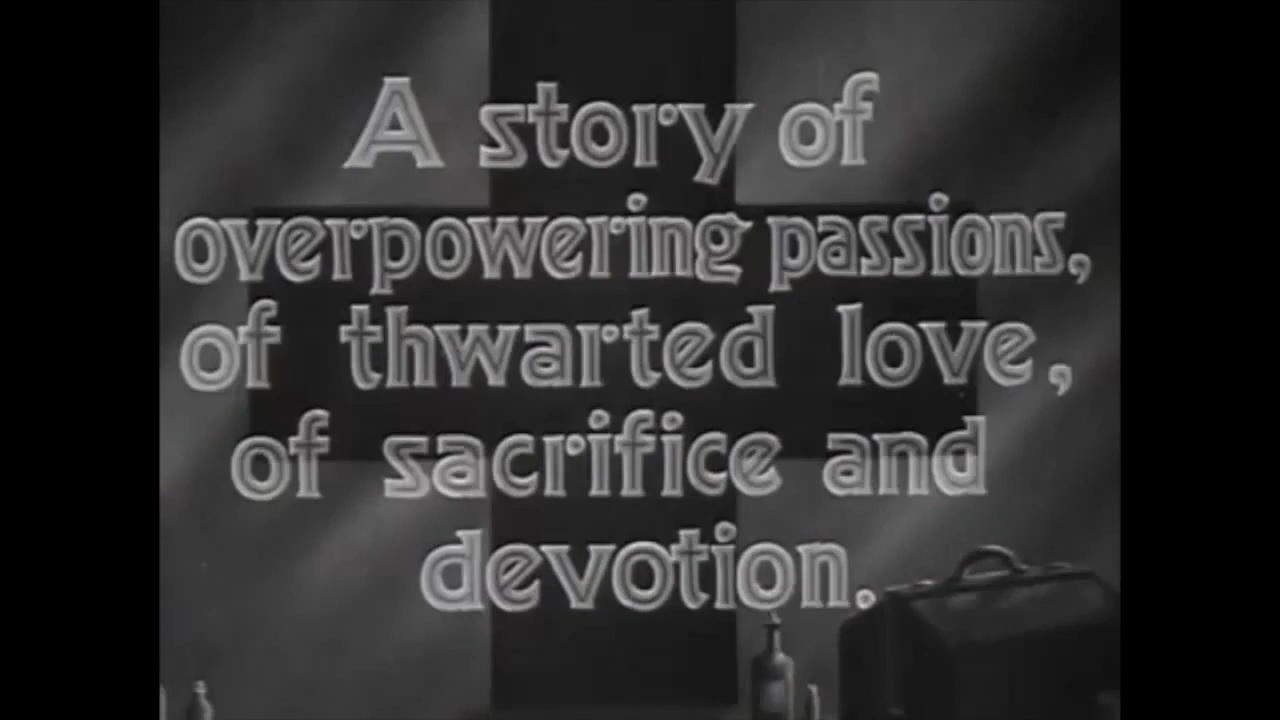 A story of
overpowering passions,
of thwarted love,
of sacrifice and
devotion.